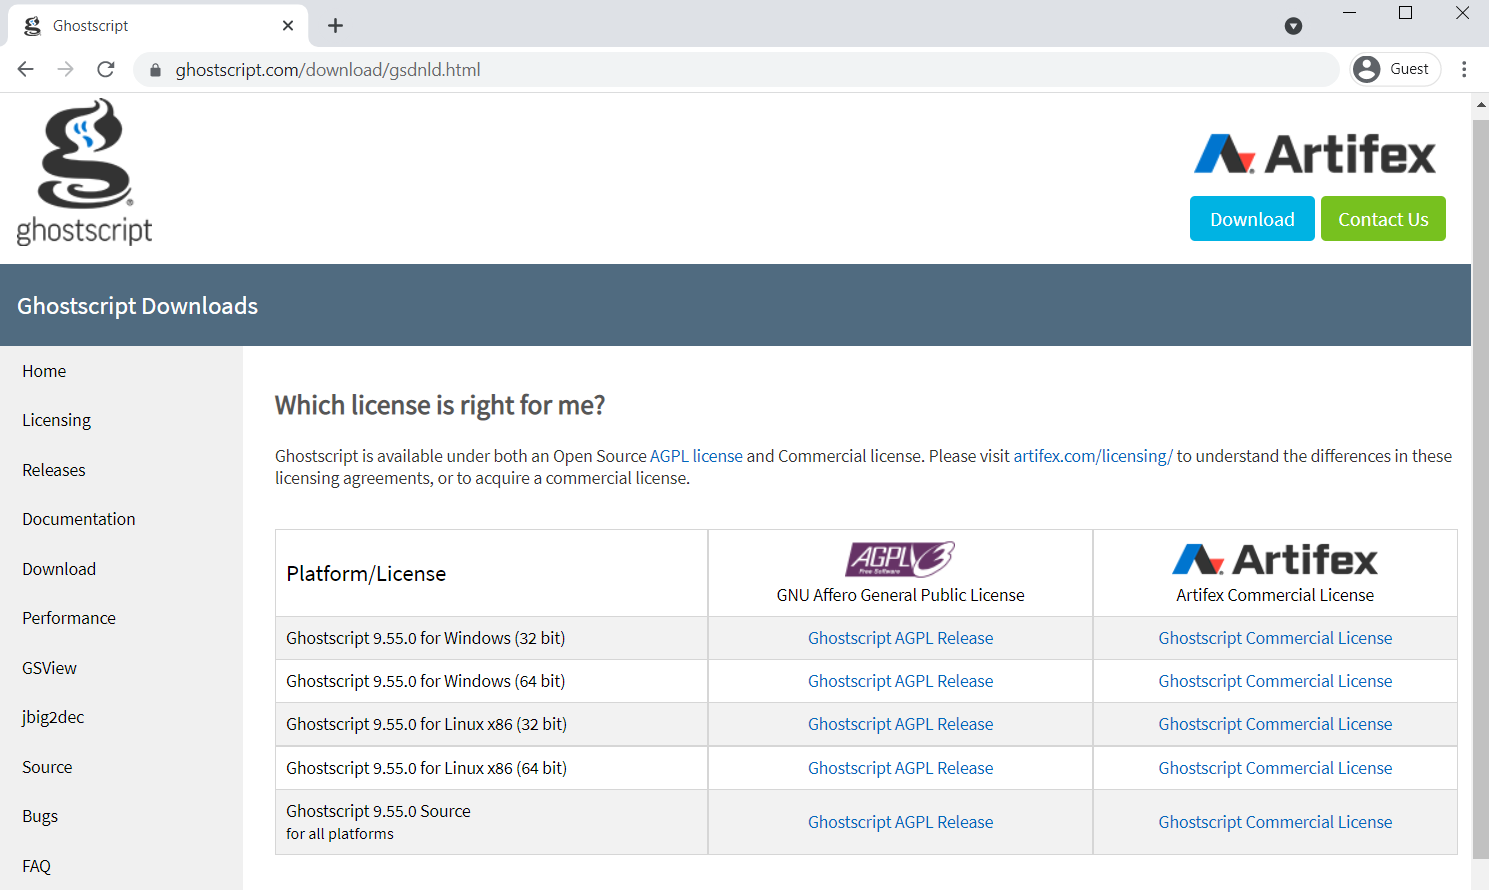 Ghostscript
ghostscript.com/download/gsdnld.html
Guest
ghostscript
Artifex
Download
Contact Us
Ghostscript Downloads
Home
Licensing
Releases
Documentation
Download
Performance
GSView
jbig2dec
Source
Bugs
FAQ
Which license is right for me?
Ghostscript is available under both an Open Source AGPL license and Commercial license. Please visit artifex.com/licensing/ to understand the differences in these
licensing agreements, or to acquire a commercial license.
Platform/License
AGPLv3
Free Software
GNU Affero General Public License
Artifex
Artifex Commercial License
Ghostscript 9.55.0 for Windows (32 bit) Ghostscript AGPL Release Ghostscript Commercial License
Ghostscript 9.55.0 for Windows (64 bit) Ghostscript AGPL Release Ghostscript Commercial License
Ghostscript 9.55.0 for Linux x86 (32 bit) Ghostscript AGPL Release Ghostscript Commercial License
Ghostscript 9.55.0 for Linux x86 (64 bit) Ghostscript AGPL Release Ghostscript Commercial License
Ghostscript 9.55.0 Source
for all platforms
Ghostscript AGPL Release Ghostscript Commercial License